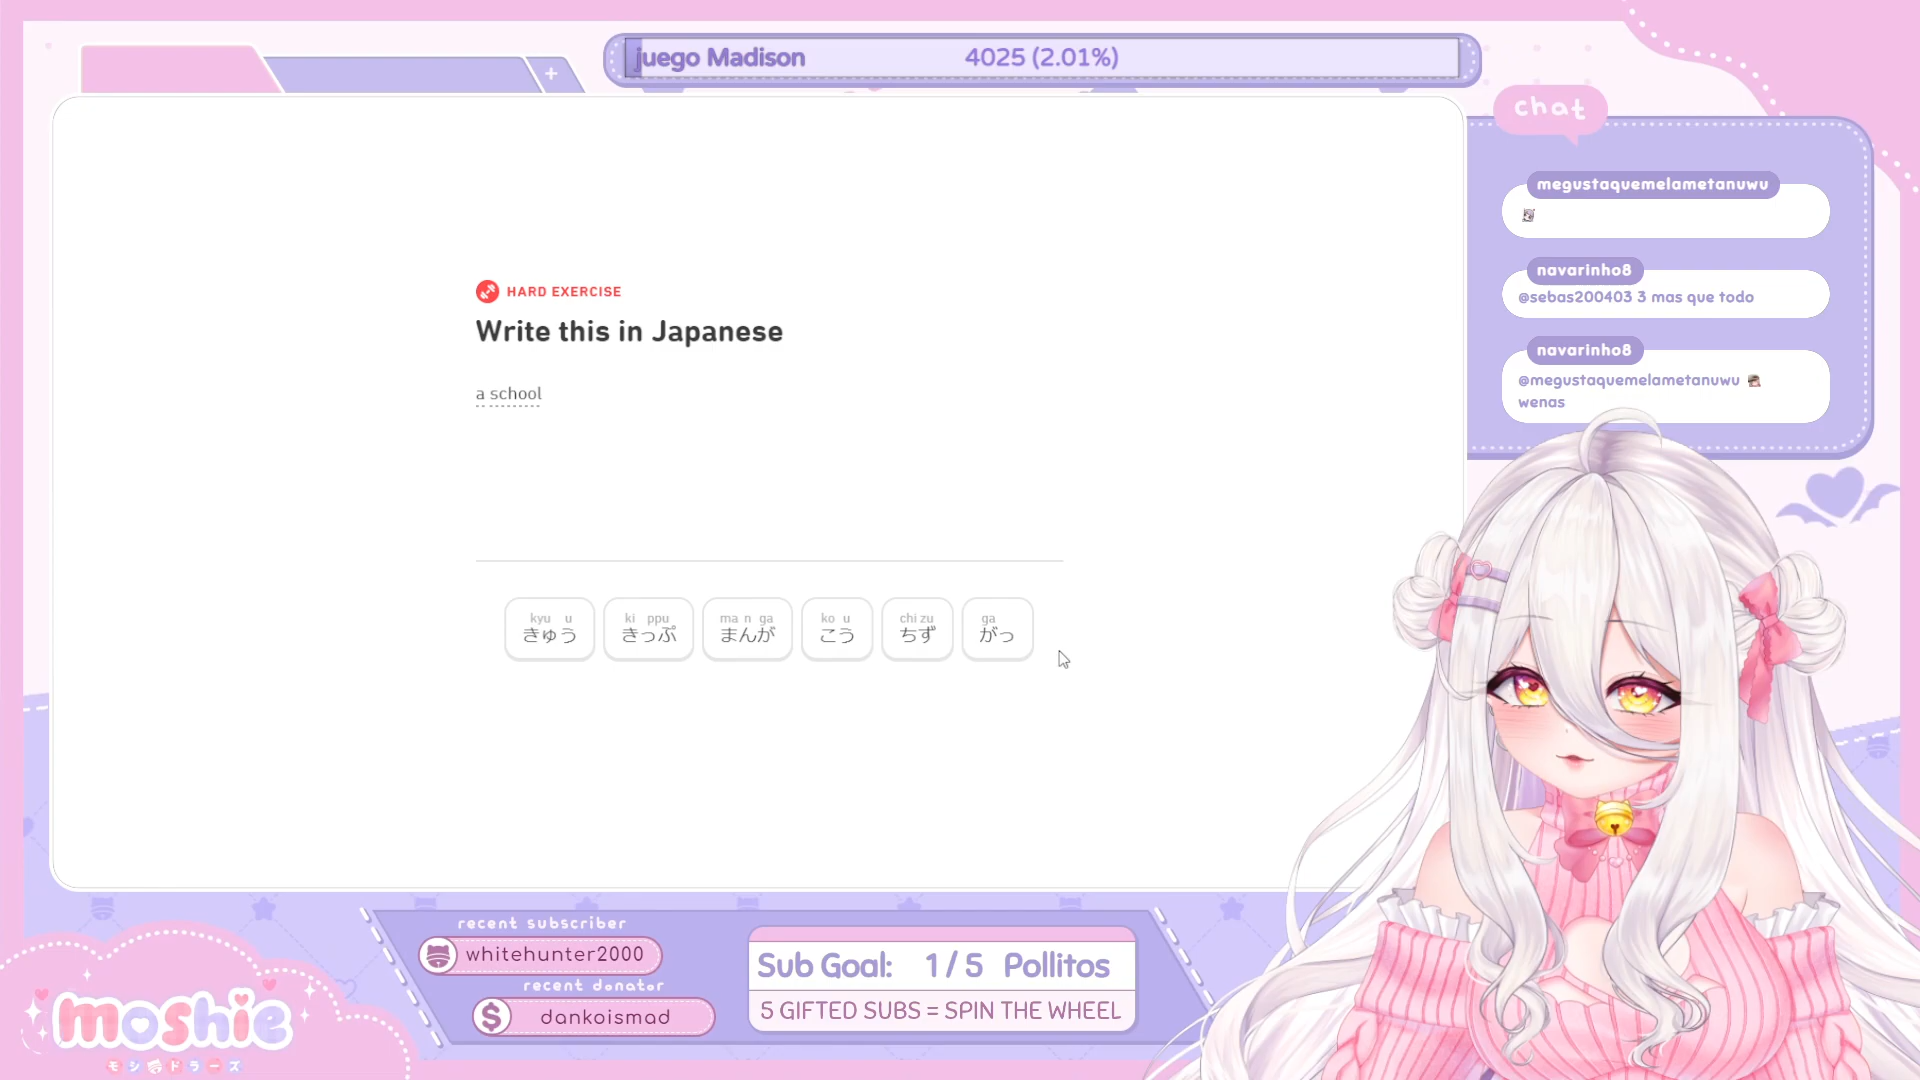 juego Madison 4025 (2.01%)
+
chat
megustaquemelametanuwu
navarinho8
@sebas200403 3 mas que todo
navarinho8
@megustaquemelametanuwu
wenas
HARD EXERCISE
Write this in Japanese
a school
kyu u ki ppu ma n ga ko u chi zu ga
きゅう きっぷ まんが こう ちず がっ
recent subscriber
whitehunter2000
recent donator
$ dankoismad
Sub Goal: 1 / 5 Pollitos
5 GIFTED SUBS = SPIN THE WHEEL
moshie